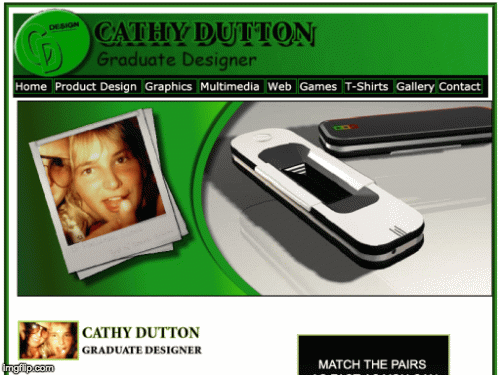 DESIGN
CD
CATHY DUTTON
Graduate Designer
Home Product Design Graphics Multimedia Web Games T-Shirts Gallery Contact
CATHY DUTTON
GRADUATE DESIGNER
MATCH THE PAIRS
imgflip.com